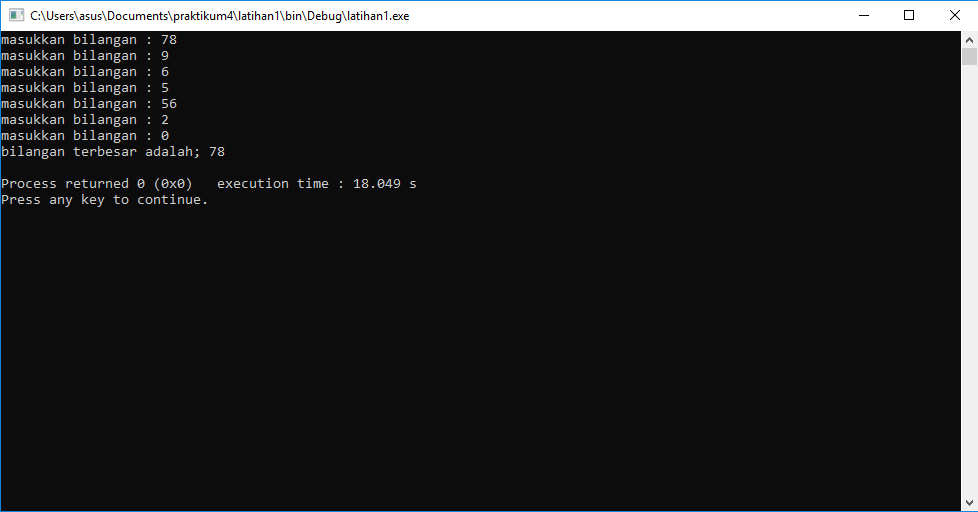 C:\Users\asus\Documents\praktikum4\latihan1\bin\Debug\latihan1.exe
masukkan bilangan : 78
masukkan bilangan : 9
masukkan bilangan : 6
masukkan bilangan : 5
masukkan bilangan : 56
masukkan bilangan : 2
masukkan bilangan : 0
bilangan terbesar adalah; 78
Process returned 0 (0x0)   execution time : 18.049 s
Press any key to continue.